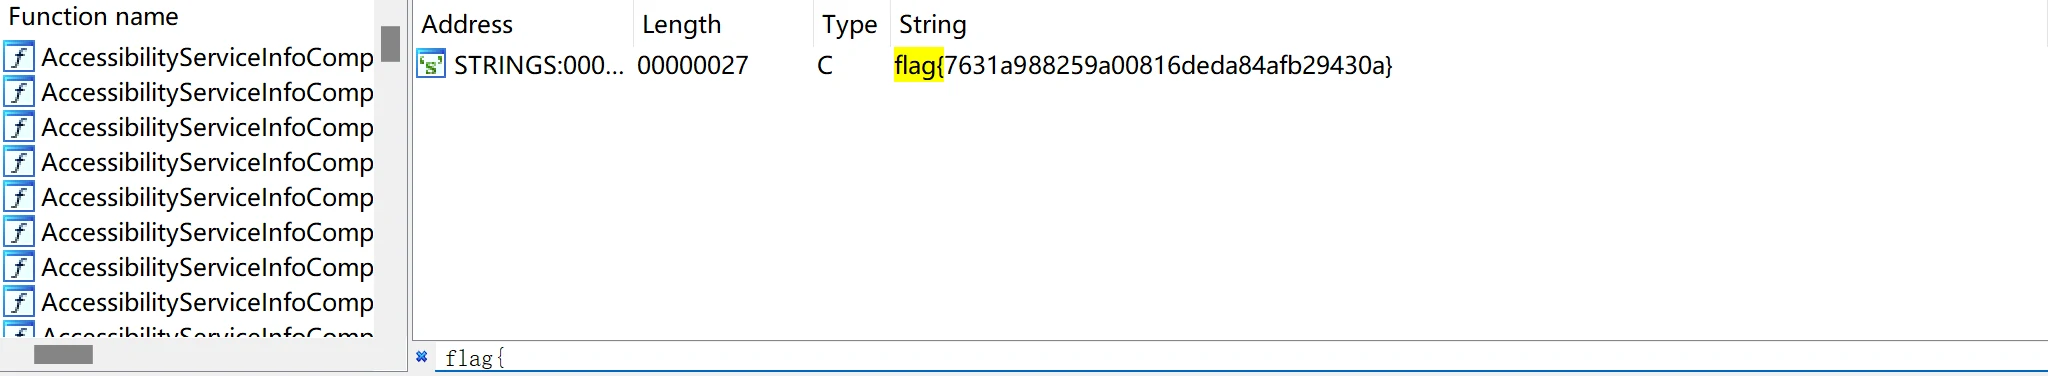 Function name
AccessibilityServiceInfoComp
AccessibilityServiceInfoComp
AccessibilityServiceInfoComp
AccessibilityServiceInfoComp
AccessibilityServiceInfoComp
AccessibilityServiceInfoComp
AccessibilityServiceInfoComp
AccessibilityServiceInfoComp
AccessibilityServiceInfoComp
Address Length Type String
's' STRINGS:000... 00000027 C flag{7631a988259a00816deda84afb29430a}
flag{